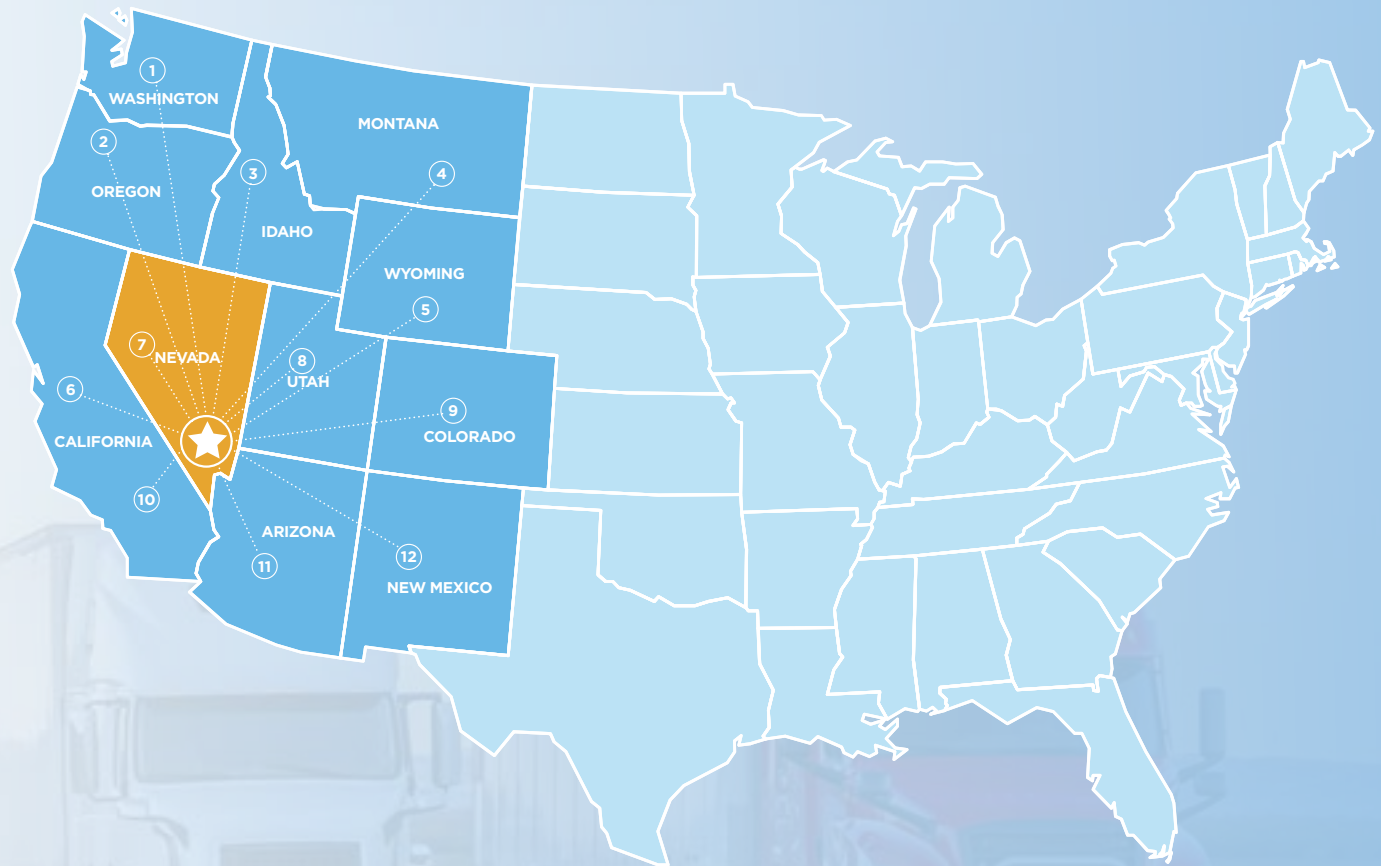 1
WASHINGTON
MONTANA
2
3
4
OREGON
IDAHO
WYOMING
5
7
NEVADA
8
UTAH
6
9
CALIFORNIA
COLORADO
10
ARIZONA
11
12
NEW MEXICO